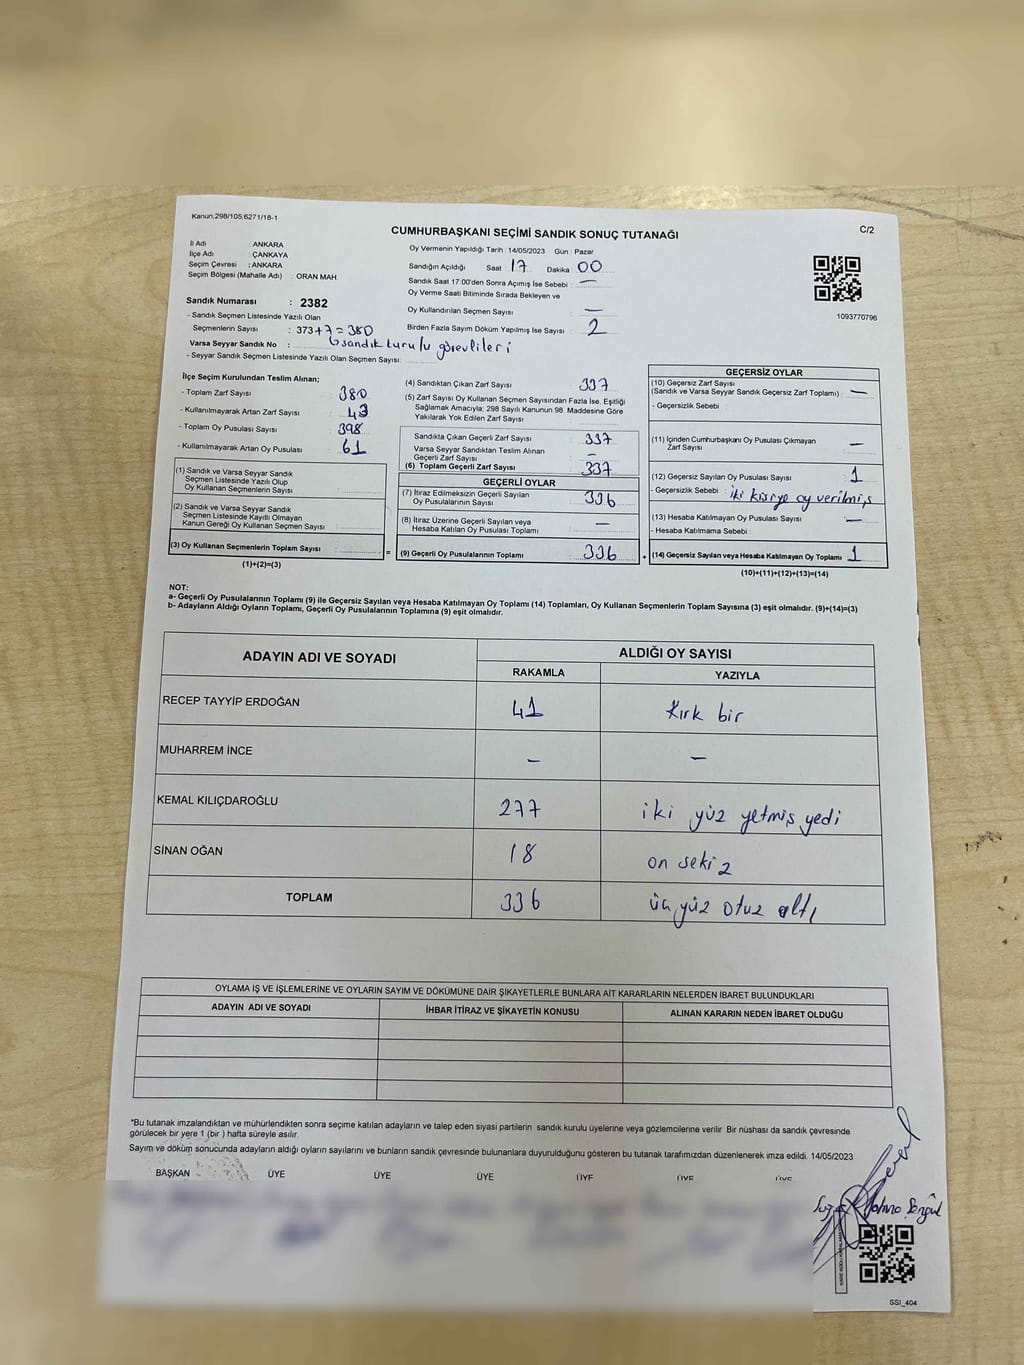 Kanun,298/105;6271/18-1
CUMHURBAŞKANI SEÇİMİ SANDIK SONUÇ TUTANAĞI
C/2
İl Adı : ANKARA
İlçe Adı : ÇANKAYA
Seçim Çevresi : ANKARA
Seçim Bölgesi (Mahalle Adı) : ORAN MAH.
Sandık Numarası : 2382
- Sandık Seçmen Listesinde Yazılı Olan
Seçmenlerin Sayısı : 373+7=380
Varsa Seyyar Sandık No : sandık kurulu görevlileri
- Seyyar Sandık Seçmen Listesinde Yazılı Olan Seçmen Sayısı:
Oy Vermenin Yapıldığı Tarih : 14/05/2023 Gün : Pazar
Sandığın Açıldığı Saat : 17 Dakika : 00
Sandık Saat 17:00'den Sonra Açımış İse Sebebi : —
Oy Verme Saati Bitiminde Sırada Bekleyen ve
Oy Kullandırılan Seçmen Sayısı : —
Birden Fazla Sayım Döküm Yapılmış İse Sayısı : 2
1093770796
İlçe Seçim Kurulundan Teslim Alınan;
- Toplam Zarf Sayısı : 380
- Kullanılmayarak Artan Zarf Sayısı : 43
- Toplam Oy Pusulası Sayısı : 398
- Kullanılmayarak Artan Oy Pusulası : 61
(1) Sandık ve Varsa Seyyar Sandık
Seçmen Listesinde Yazılı Olup
Oy Kullanan Seçmenlerin Sayısı :
(2) Sandık ve Varsa Seyyar Sandık
Seçmen Listesinde Kayıtlı Olmayan
Kanun Gereği Oy Kullanan Seçmen Sayısı :
(3) Oy Kullanan Seçmenlerin Toplam Sayısı :
(1)+(2)=(3)
=
(4) Sandıktan Çıkan Zarf Sayısı : 337
(5) Zarf Sayısı Oy Kullanan Seçmen Sayısından Fazla İse, Eşitliği
Sağlamak Amacıyla; 298 Sayılı Kanunun 98. Maddesine Göre
Yakılarak Yok Edilen Zarf Sayısı :
Sandıkta Çıkan Geçerli Zarf Sayısı : 337
Varsa Seyyar Sandıktan Teslim Alınan
Geçerli Zarf Sayısı : —
(6) Toplam Geçerli Zarf Sayısı : 337
GEÇERLİ OYLAR
(7) İtiraz Edilmeksizin Geçerli Sayılan
Oy Pusulalarının Sayısı : 336
(8) İtiraz Üzerine Geçerli Sayılan veya
Hesaba Katılan Oy Pusulası Toplamı : —
(9) Geçerli Oy Pusulalarının Toplamı : 336
+
GEÇERSİZ OYLAR
(10) Geçersiz Zarf Sayısı
(Sandık ve Varsa Seyyar Sandık Geçersiz Zarf Toplamı) : —
- Geçersizlik Sebebi :
(11) İçinden Cumhurbaşkanı Oy Pusulası Çıkmayan
Zarf Sayısı : —
(12) Geçersiz Sayılan Oy Pusulası Sayısı : 1
- Geçersizlik Sebebi : iki kişiye oy verilmiş
(13) Hesaba Katılmayan Oy Pusulası Sayısı : —
- Hesaba Katılmama Sebebi :
(14) Geçersiz Sayılan veya Hesaba Katılmayan Oy Toplamı : 1
(10)+(11)+(12)+(13)=(14)
NOT:
a- Geçerli Oy Pusulalarının Toplamı (9) ile Geçersiz Sayılan veya Hesaba Katılmayan Oy Toplamı (14) Toplamları, Oy Kullanan Seçmenlerin Toplam Sayısına (3) eşit olmalıdır. (9)+(14)=(3)
b- Adayların Aldığı Oyların Toplamı, Geçerli Oy Pusulalarının Toplamına (9) eşit olmalıdır.
ADAYIN ADI VE SOYADI
ALDIĞI OY SAYISI
RAKAMLA YAZIYLA
RECEP TAYYİP ERDOĞAN 41 kırk bir
MUHARREM İNCE — —
KEMAL KILIÇDAROĞLU 277 iki yüz yetmiş yedi
SİNAN OĞAN 18 on sekiz
TOPLAM 336 üç yüz otuz altı
OYLAMA İŞ VE İŞLEMLERİNE VE OYLARIN SAYIM VE DÖKÜMÜNE DAİR ŞİKAYETLERLE BUNLARA AİT KARARLARIN NELERDEN İBARET BULUNDUKLARI
ADAYIN ADI VE SOYADI İHBAR İTİRAZ VE ŞİKAYETİN KONUSU ALINAN KARARIN NEDEN İBARET OLDUĞU
*Bu tutanak imzalandıktan ve mühürlendikten sonra seçime katılan adayların ve talep eden siyasi partilerin sandık kurulu üyelerine veya gözlemcilerine verilir. Bir nüshası da sandık çevresinde
görülecek bir yere 1 (bir ) hafta süreyle asılır.
Sayım ve döküm sonucunda adayların aldığı oyların sayılarını ve bunların sandık çevresinde bulunanlara duyurulduğunu gösteren bu tutanak tarafımızdan düzenlenerek imza edildi. 14/05/2023
BAŞKAN ÜYE ÜYE ÜYE ÜYE ÜYE ÜYE
SSİ_404